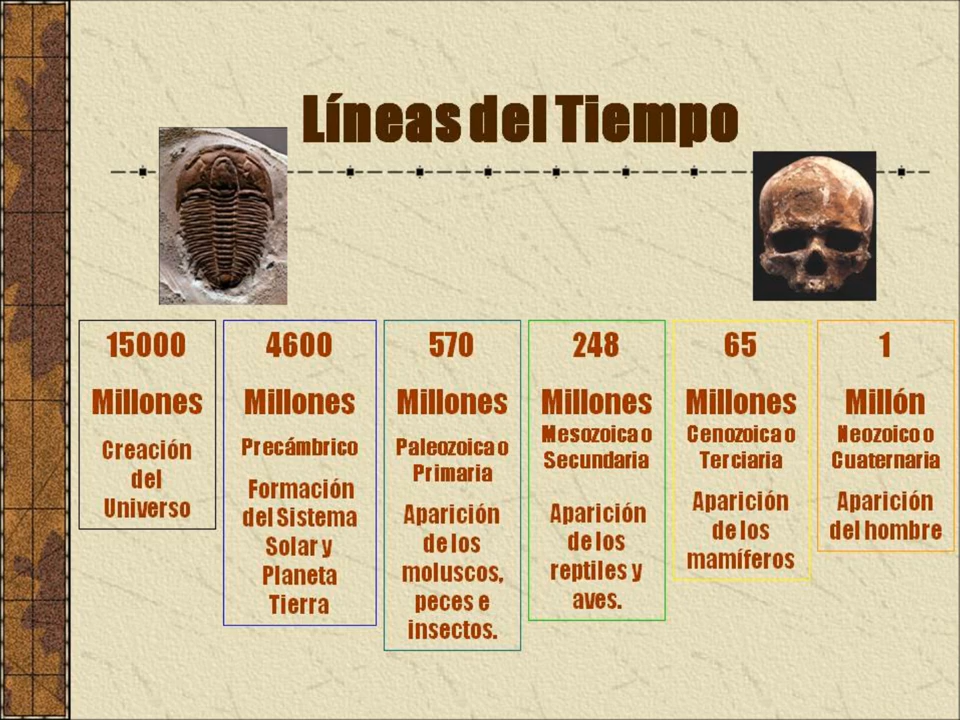 Líneas del Tiempo
15000
Millones
Creación
del
Universo
4600
Millones
Precámbrico
Formación
del Sistema
Solar y
Planeta
Tierra
570
Millones
Paleozoica o
Primaria
Aparición
de los
moluscos,
peces e
insectos.
248
Millones
Mesozoica o
Secundaria
Aparición
de los
reptiles y
aves.
65
Millones
Cenozoica o
Terciaria
Aparición
de los
mamíferos
1
Millón
Neozoico o
Cuaternaria
Aparición
del hombre